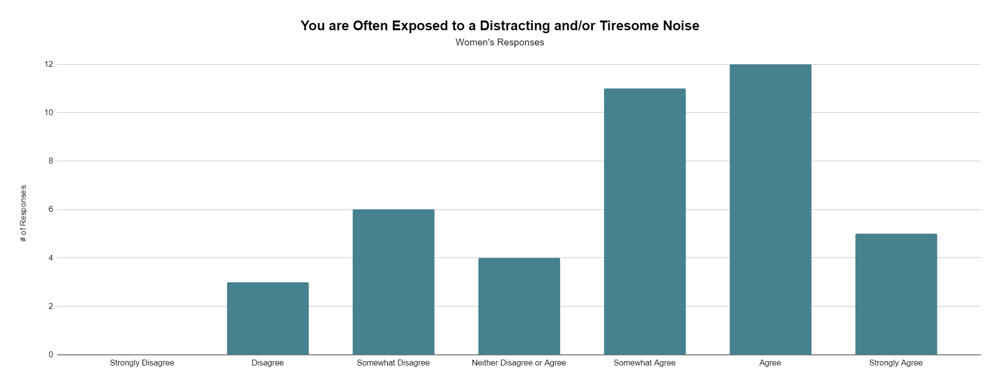 You are Often Exposed to a Distracting and/or Tiresome Noise
Women's Responses
# of Responses
12
10
8
6
4
2
0
Strongly Disagree
Disagree
Somewhat Disagree
Neither Disagree or Agree
Somewhat Agree
Agree
Strongly Agree